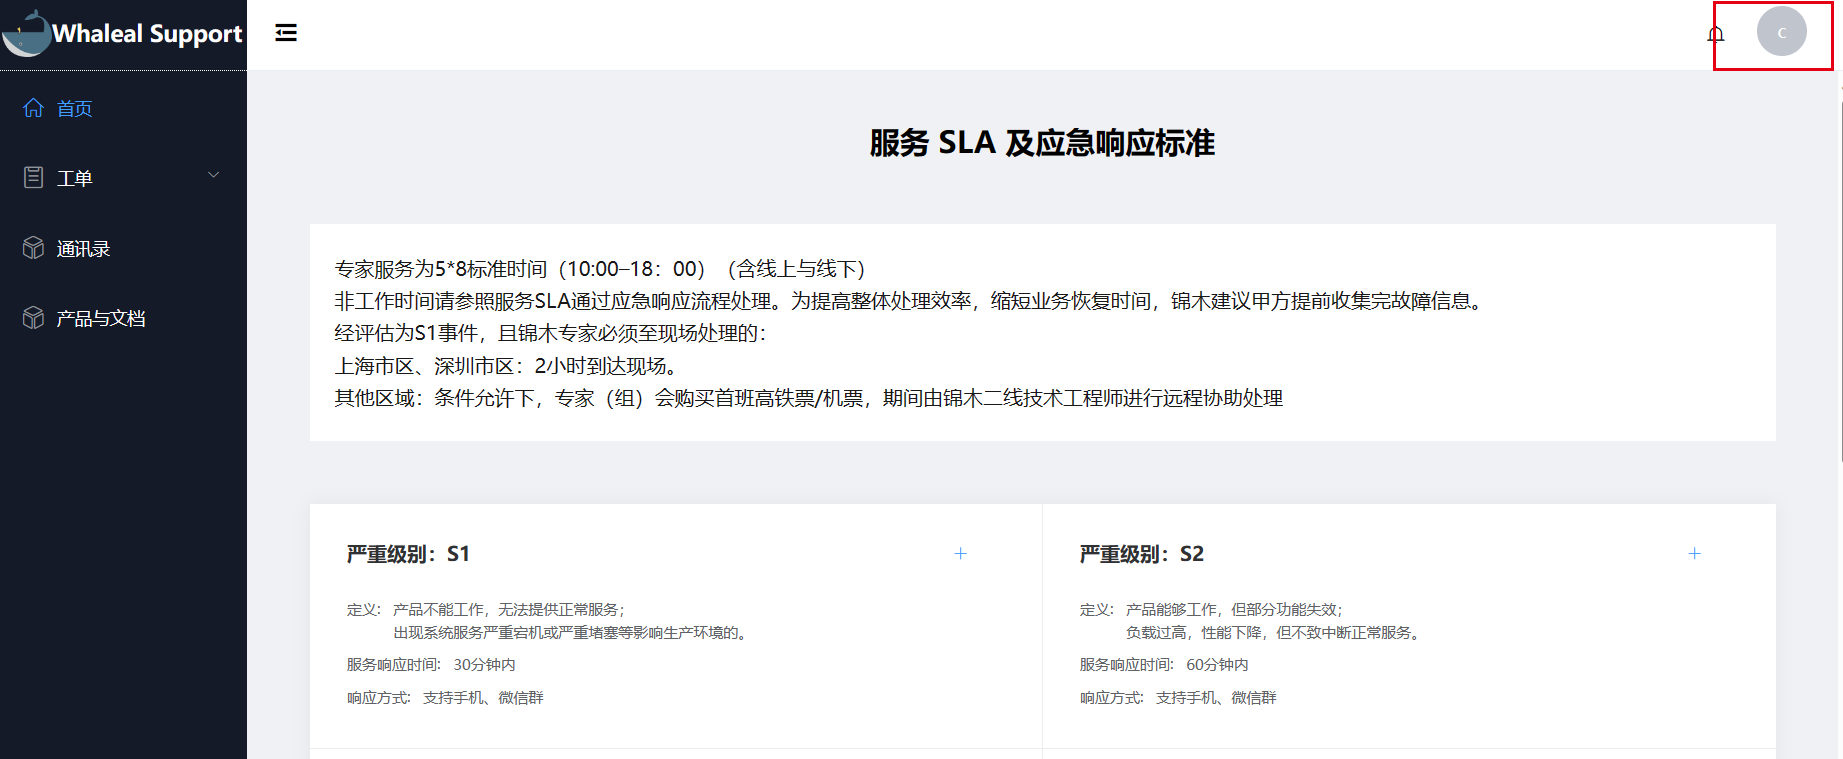 Whaleal Support
C
首页
工单
通讯录
产品与文档
服务 SLA 及应急响应标准
专家服务为5*8标准时间（10:00–18：00）（含线上与线下）
非工作时间请参照服务SLA通过应急响应流程处理。为提高整体处理效率，缩短业务恢复时间，锦木建议甲方提前收集完故障信息。
经评估为S1事件，且锦木专家必须至现场处理的：
上海市区、深圳市区：2小时到达现场。
其他区域：条件允许下，专家（组）会购买首班高铁票/机票，期间由锦木二线技术工程师进行远程协助处理
严重级别：S1
定义: 产品不能工作，无法提供正常服务；
出现系统服务严重宕机或严重堵塞等影响生产环境的。
服务响应时间: 30分钟内
响应方式: 支持手机、微信群
严重级别：S2
定义: 产品能够工作，但部分功能失效；
负载过高，性能下降，但不致中断正常服务。
服务响应时间: 60分钟内
响应方式: 支持手机、微信群